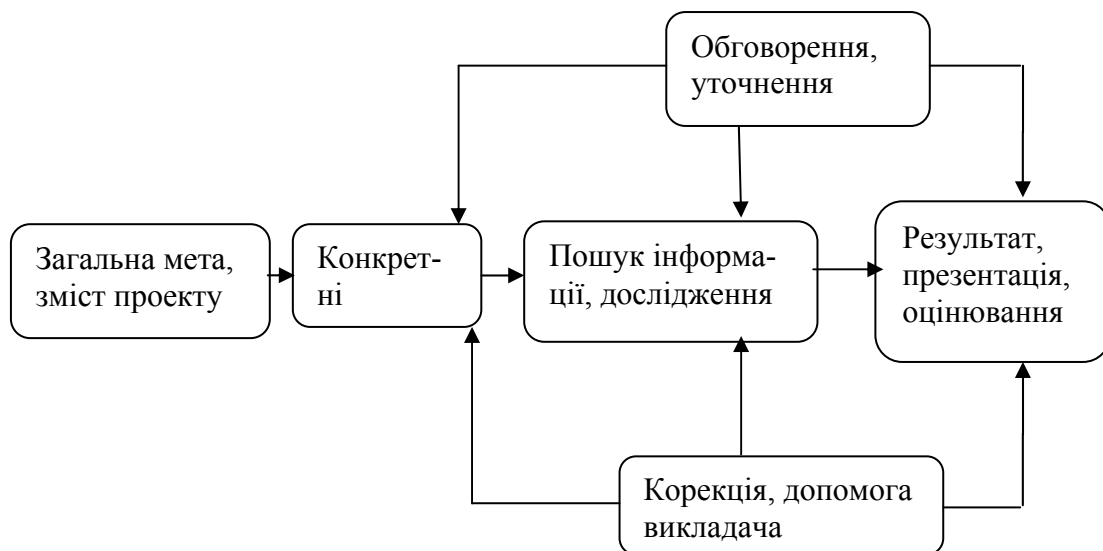 Обговорення,
уточнення
Загальна мета,
зміст проекту
Конкрет-
ні
Пошук інформа-
ції, дослідження
Результат,
презентація,
оцінювання
Корекція, допомога
викладача